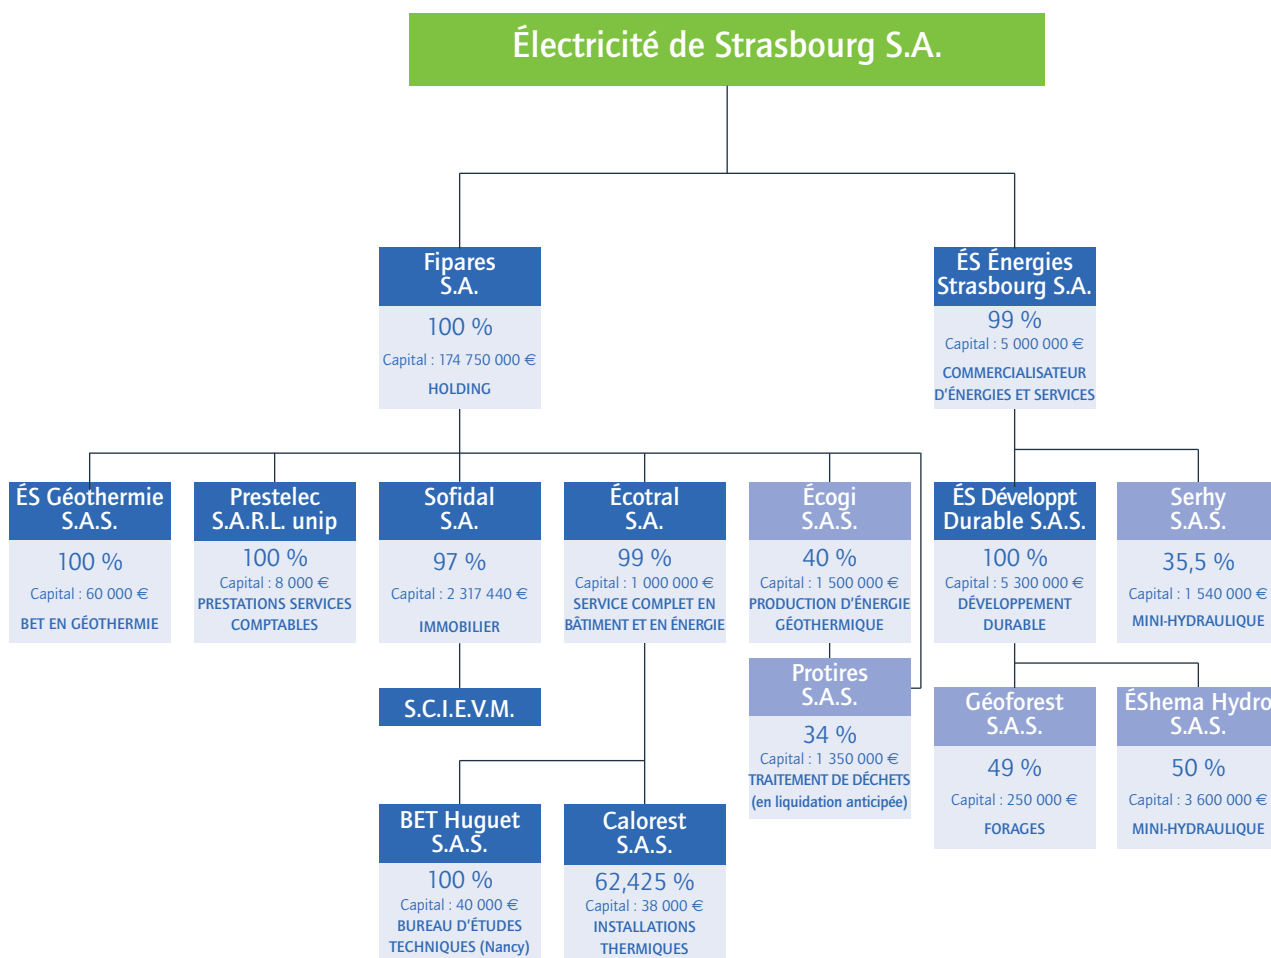 Électricité de Strasbourg S.A.
Fipares
S.A.
100 %
Capital : 174 750 000 €
HOLDING
ÉS Énergies
Strasbourg S.A.
99 %
Capital : 5 000 000 €
COMMERCIALISATEUR
D'ÉNERGIES ET SERVICES
ÉS Géothermie
S.A.S.
100 %
Capital : 60 000 €
BET EN GÉOTHERMIE
Prestelec
S.A.R.L. unip
100 %
Capital : 8 000 €
PRESTATIONS SERVICES
COMPTABLES
Sofidal
S.A.
97 %
Capital : 2 317 440 €
IMMOBILIER
Écotral
S.A.
99 %
Capital : 1 000 000 €
SERVICE COMPLET EN
BÂTIMENT ET EN ÉNERGIE
Écogi
S.A.S.
40 %
Capital : 1 500 000 €
PRODUCTION D'ÉNERGIE
GÉOTHERMIQUE
ÉS Développt
Durable S.A.S.
100 %
Capital : 5 300 000 €
DÉVELOPPEMENT
DURABLE
Serhy
S.A.S.
35,5 %
Capital : 1 540 000 €
MINI-HYDRAULIQUE
S.C.I.E.V.M.
Protires
S.A.S.
34 %
Capital : 1 350 000 €
TRAITEMENT DE DÉCHETS
(en liquidation anticipée)
Géoforest
S.A.S.
49 %
Capital : 250 000 €
FORAGES
ÉShema Hydro
S.A.S.
50 %
Capital : 3 600 000 €
MINI-HYDRAULIQUE
BET Huguet
S.A.S.
100 %
Capital : 40 000 €
BUREAU D'ÉTUDES
TECHNIQUES (Nancy)
Calorest
S.A.S.
62,425 %
Capital : 38 000 €
INSTALLATIONS
THERMIQUES